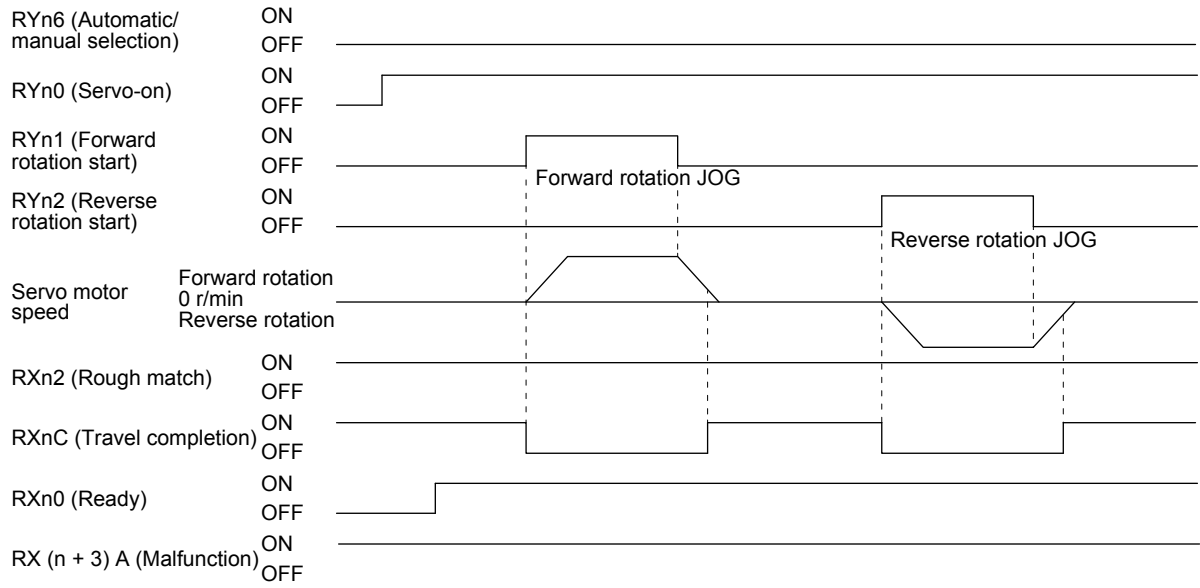 RYn6 (Automatic/
manual selection)
ON
OFF
RYn0 (Servo-on)
ON
OFF
RYn1 (Forward
rotation start)
ON
OFF
Forward rotation JOG
RYn2 (Reverse
rotation start)
ON
OFF
Reverse rotation JOG
Servo motor
speed
Forward rotation
0 r/min
Reverse rotation
RXn2 (Rough match)
ON
OFF
RXnC (Travel completion)
ON
OFF
RXn0 (Ready)
ON
OFF
RX (n + 3) A (Malfunction)
ON
OFF